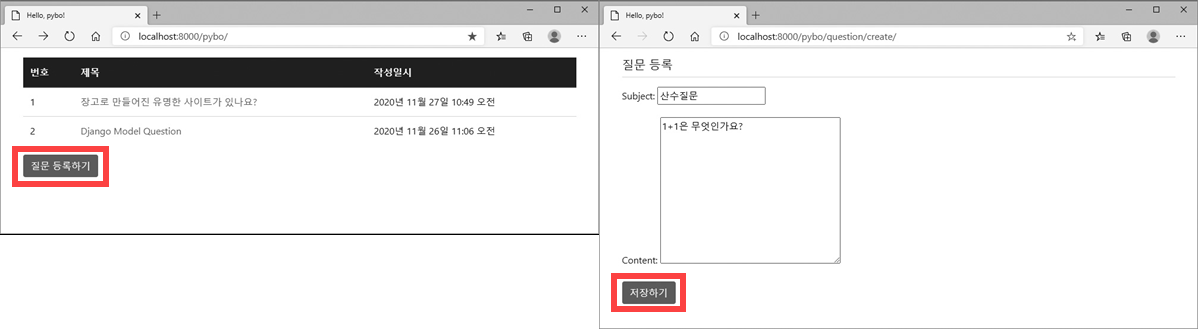 Hello, pybo!
localhost:8000/pybo/
번호 제목 작성일시
1 장고로 만들어진 유명한 사이트가 있나요? 2020년 11월 27일 10:49 오전
2 Django Model Question 2020년 11월 26일 11:06 오전
질문 등록하기
Hello, pybo!
localhost:8000/pybo/question/create/
질문 등록
Subject: 산수질문
1+1은 무엇인가요?
Content:
저장하기